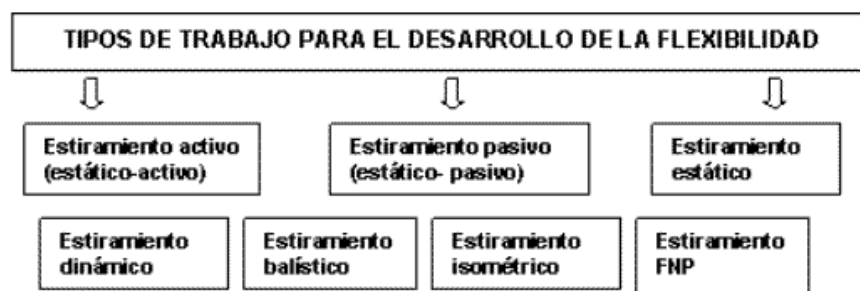 TIPOS DE TRABAJO PARA EL DESARROLLO DE LA FLEXIBILIDAD
Estiramiento activo
(estático-activo)
Estiramiento pasivo
(estático- pasivo)
Estiramiento
estático
Estiramiento
dinámico
Estiramiento
balístico
Estiramiento
isométrico
Estiramiento
FNP